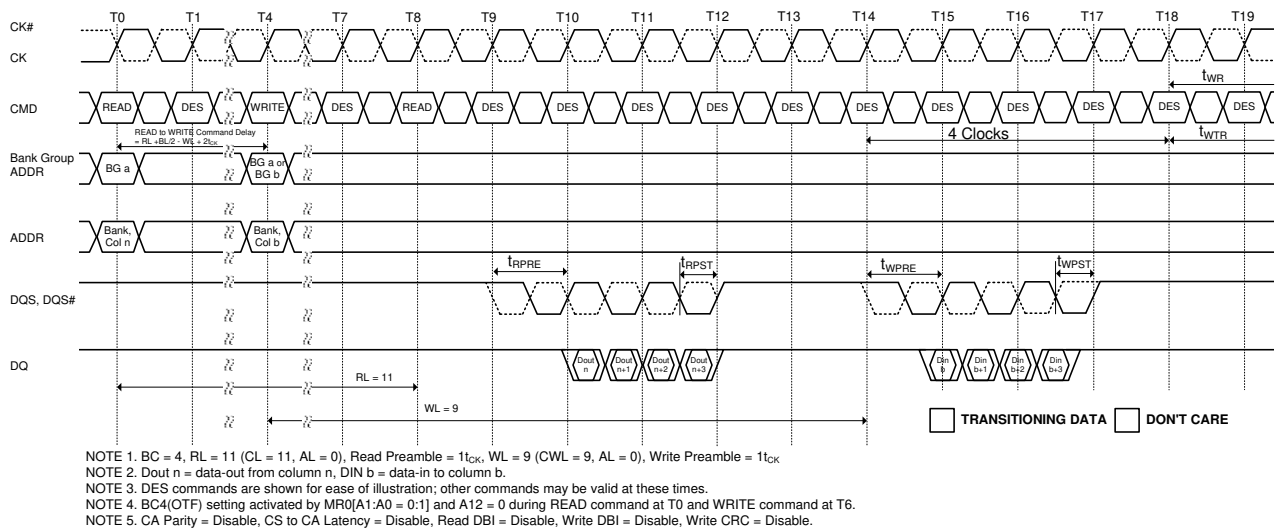 T0 T1 T4 T7 T8 T9 T10 T11 T12 T13 T14 T15 T16 T17 T18 T19
CK#
CK
tWR
CMD READ DES WRITE DES READ DES DES DES DES DES DES DES DES DES DES DES
READ to WRITE Command Delay
= RL +BL/2 - WL + 2tCK
4 Clocks tWTR
Bank Group
ADDR
BG a
BG a or
BG b
ADDR
Bank,
Col n
Bank,
Col b
tRPRE tRPST tWPRE tWPST
DQS, DQS#
DQ
Dout
n
Dout
n+1
Dout
n+2
Dout
n+3
Din
b
Din
b+1
Din
b+2
Din
b+3
RL = 11
WL = 9
TRANSITIONING DATA DON'T CARE
NOTE 1. BC = 4, RL = 11 (CL = 11, AL = 0), Read Preamble = 1tCK, WL = 9 (CWL = 9, AL = 0), Write Preamble = 1tCK
NOTE 2. Dout n = data-out from column n, DIN b = data-in to column b.
NOTE 3. DES commands are shown for ease of illustration; other commands may be valid at these times.
NOTE 4. BC4(OTF) setting activated by MR0[A1:A0 = 0:1] and A12 = 0 during READ command at T0 and WRITE command at T6.
NOTE 5. CA Parity = Disable, CS to CA Latency = Disable, Read DBI = Disable, Write DBI = Disable, Write CRC = Disable.